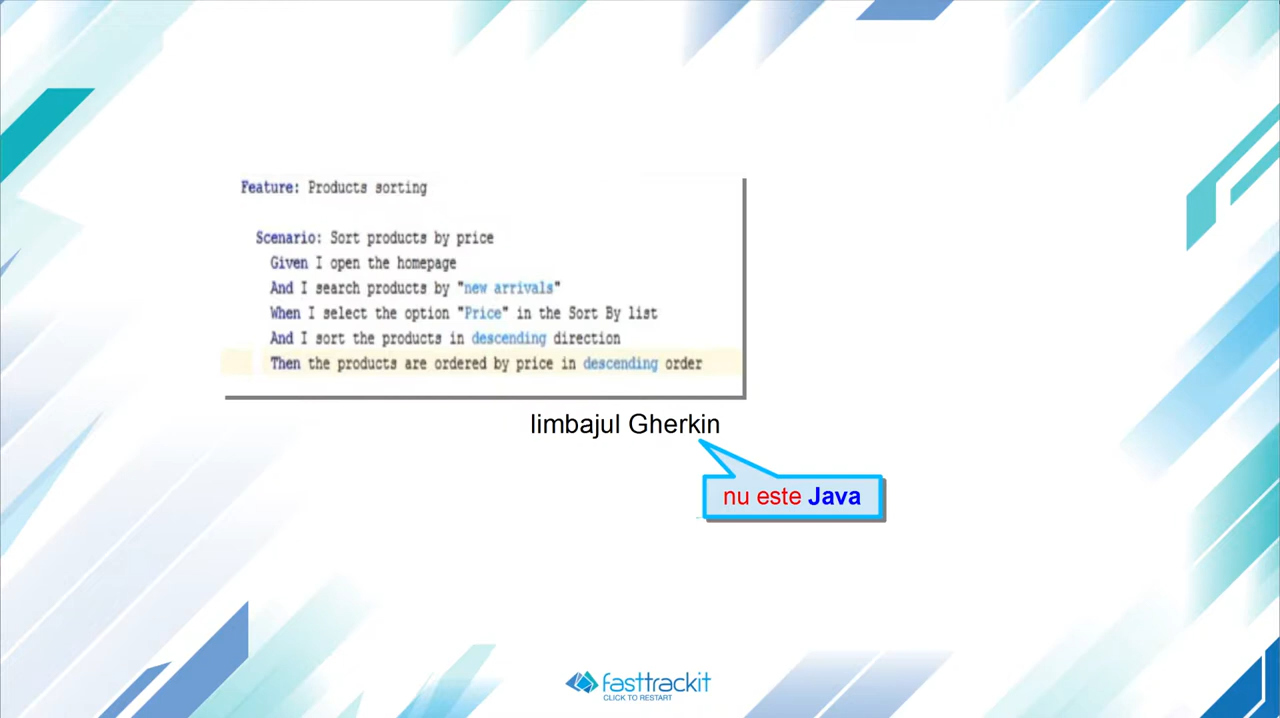 Feature: Products sorting
Scenario: Sort products by price
Given I open the homepage
And I search products by "new arrivals"
When I select the option "Price" in the Sort By list
And I sort the products in descending direction
Then the products are ordered by price in descending order
limbajul Gherkin
nu este Java
fasttrackit
CLICK TO RESTART